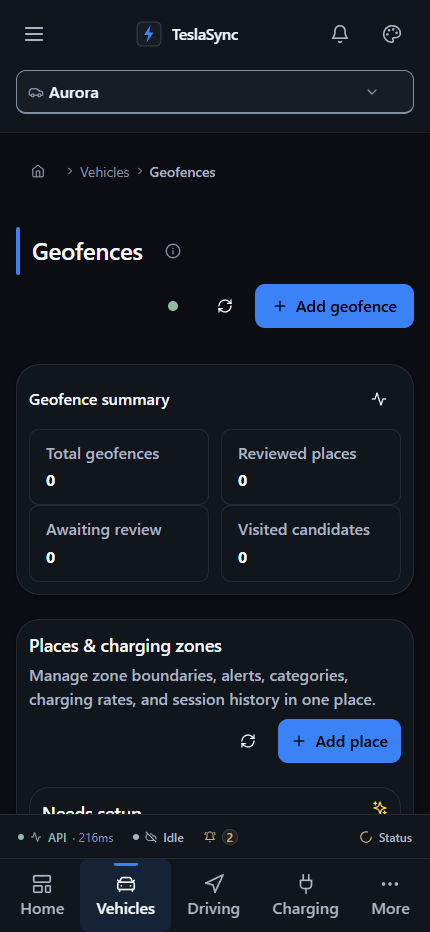 TeslaSync
Aurora
Vehicles
Geofences
Geofences
Add geofence
Geofence summary
Total geofences
0
Reviewed places
0
Awaiting review
0
Visited candidates
0
Places & charging zones
Manage zone boundaries, alerts, categories,
charging rates, and session history in one place.
Add place
Needs setup
API · 216ms
Idle
2
Status
Home
Vehicles
Driving
Charging
More